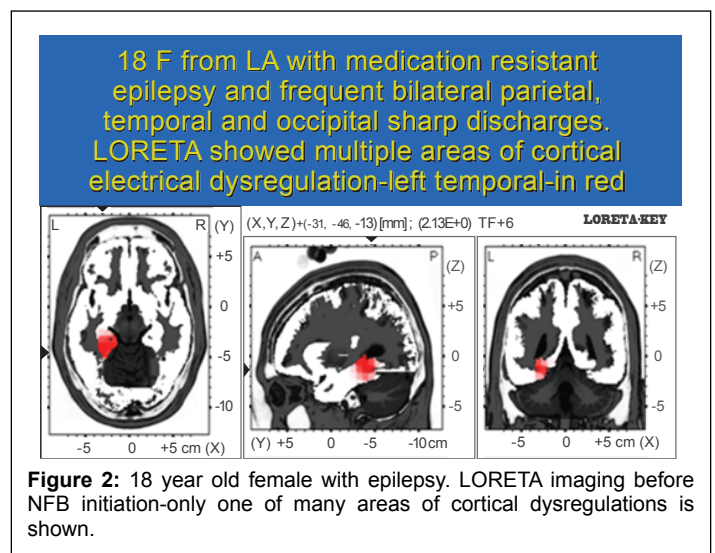 18 F from LA with medication resistant
epilepsy and frequent bilateral parietal,
temporal and occipital sharp discharges.
LORETA showed multiple areas of cortical
electrical dysregulation-left temporal-in red
L R (Y) (X,Y,Z)+(-31, -46, -13)[mm]; (2.13E+0) TF+6 LORETA-KEY
A P (Z) L R (Z)
+5 +5 +5
0 0 0
-5 -5 -5
-10
-5 0 +5 cm (X) (Y) +5 0 -5 -10cm -5 0 +5 cm (X)
Figure 2: 18 year old female with epilepsy. LORETA imaging before
NFB initiation-only one of many areas of cortical dysregulations is
shown.